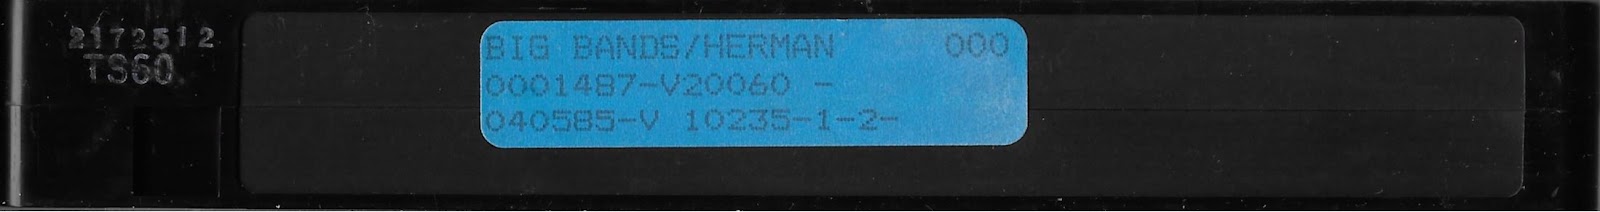 2172512
TS60
BIG BANDS/HERMAN 000
0001487-V20060 -
040585-V 10235-1-2-